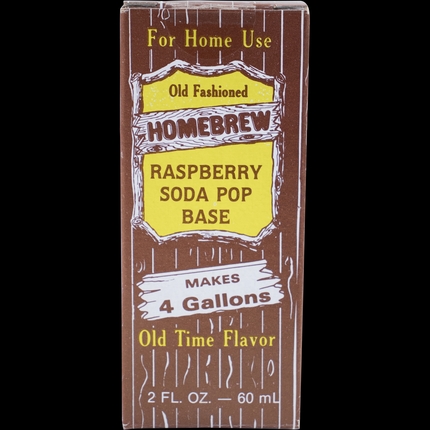 For Home Use
Old Fashioned
HOMEBREW
RASPBERRY
SODA POP
BASE
MAKES
4 Gallons
Old Time Flavor
2 FL. OZ. — 60 mL